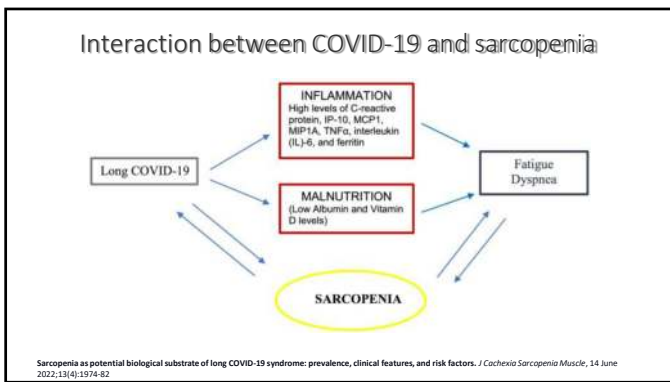 Interaction between COVID-19 and sarcopenia
INFLAMMATION
High levels of C-reactive
protein, IP-10, MCP1,
MIP1A, TNFα, interleukin
(IL)-6, and ferritin
Long COVID-19
Fatigue
Dyspnea
MALNUTRITION
(Low Albumin and Vitamin
D levels)
SARCOPENIA
Sarcopenia as potential biological substrate of long COVID-19 syndrome: prevalence, clinical features, and risk factors. J Cachexia Sarcopenia Muscle, 14 June
2022;13(4):1974-82